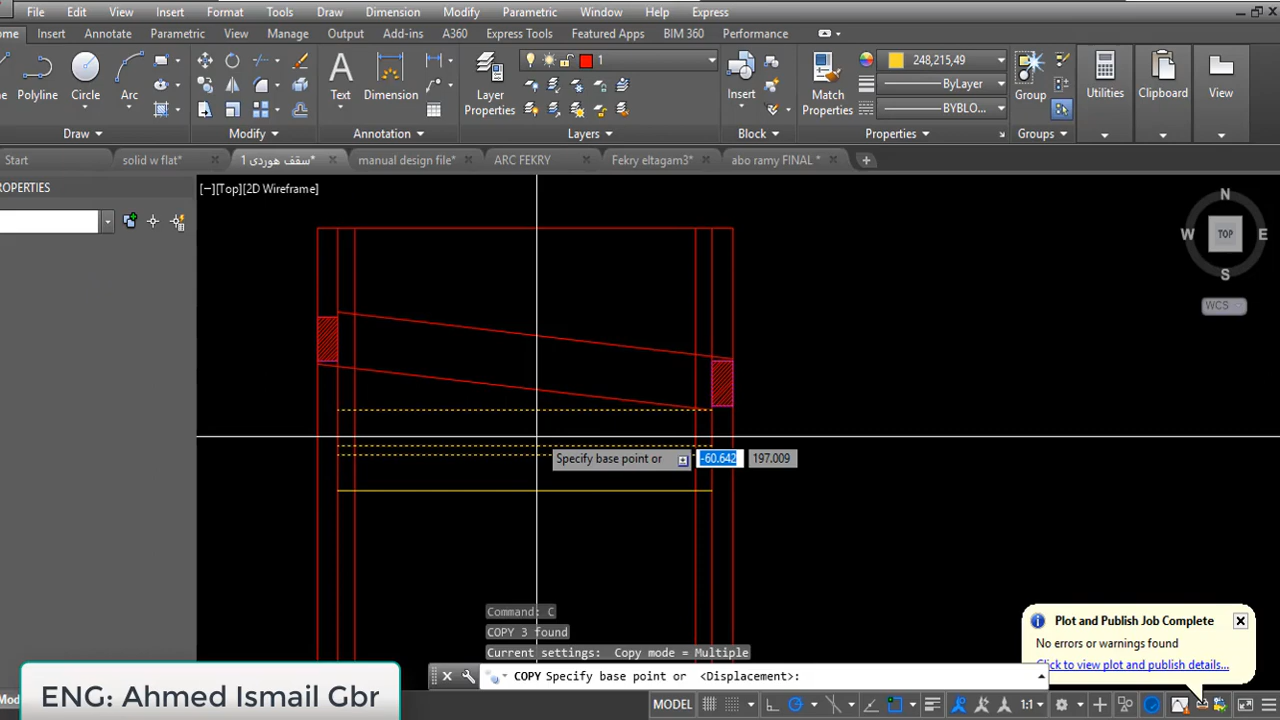 File Edit View Insert Format Tools Draw Dimension Modify Parametric Window Help Express
Insert Annotate Parametric View Manage Output Add-ins A360 Express Tools Featured Apps BIM 360 Performance
1
248,215,49
ByLayer
BYBLO...
Polyline Circle Arc Text Dimension Layer Properties Insert Match Properties Group Utilities Clipboard View
Draw Modify Annotation Layers Block Properties Groups
Start solid w flat* سقف هوردى 1* manual design file* ARC FEKRY Fekry eltagam3* abo ramy FINAL *
[−][Top][2D Wireframe]
N
W TOP E
S
WCS
Specify base point or -60.642 197.009
Command: C
COPY 3 found
Current settings: Copy mode = Multiple
COPY Specify base point or <Displacement>:
Plot and Publish Job Complete
No errors or warnings found
Click to view plot and publish details...
MODEL 1:1
ENG: Ahmed Ismail Gbr